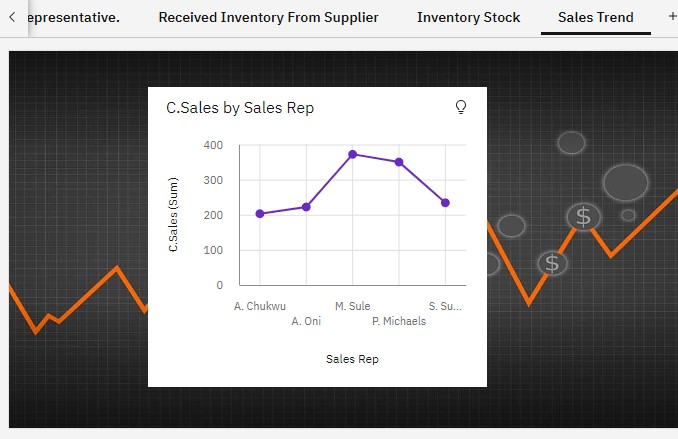 epresentative. Received Inventory From Supplier Inventory Stock Sales Trend +
C.Sales by Sales Rep
C.Sales (Sum)
400
300
200
100
0
A. Chukwu M. Sule S. Su...
A. Oni P. Michaels
Sales Rep
$
$